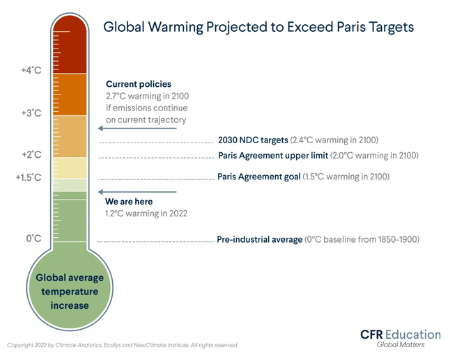 Global Warming Projected to Exceed Paris Targets
+4°C
Current policies
2.7°C warming in 2100
if emissions continue
on current trajectory
+3°C
2030 NDC targets (2.4°C warming in 2100)
+2°C
Paris Agreement upper limit (2.0°C warming in 2100)
+1.5°C
Paris Agreement goal (1.5°C warming in 2100)
We are here
1.2°C warming in 2022
0°C
Pre-industrial average (0°C baseline from 1850-1900)
Global average
temperature
increase
CFR Education
Global Matters
Copyright 2022 by Climate Analytics, Ecofys and NewClimate Institute. All rights reserved.